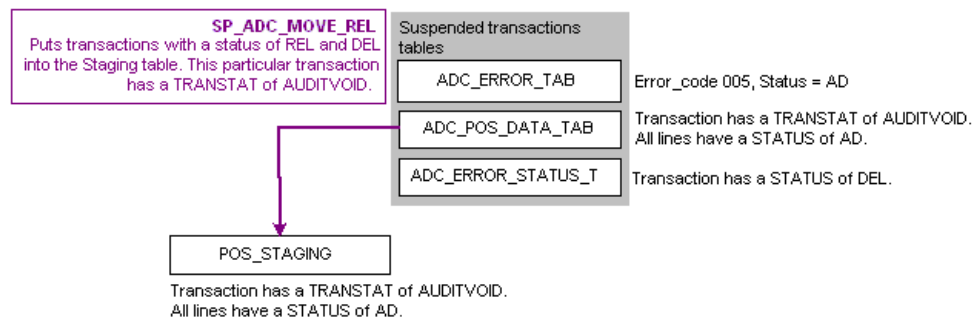 SP_ADC_MOVE_REL
Puts transactions with a status of REL and DEL
into the Staging table. This particular transaction
has a TRANSTAT of AUDITVOID.
Suspended transactions
tables
ADC_ERROR_TAB
Error_code 005, Status = AD
ADC_POS_DATA_TAB
Transaction has a TRANSTAT of AUDITVOID.
All lines have a STATUS of AD.
ADC_ERROR_STATUS_T
Transaction has a STATUS of DEL.
POS_STAGING
Transaction has a TRANSTAT of AUDITVOID.
All lines have a STATUS of AD.